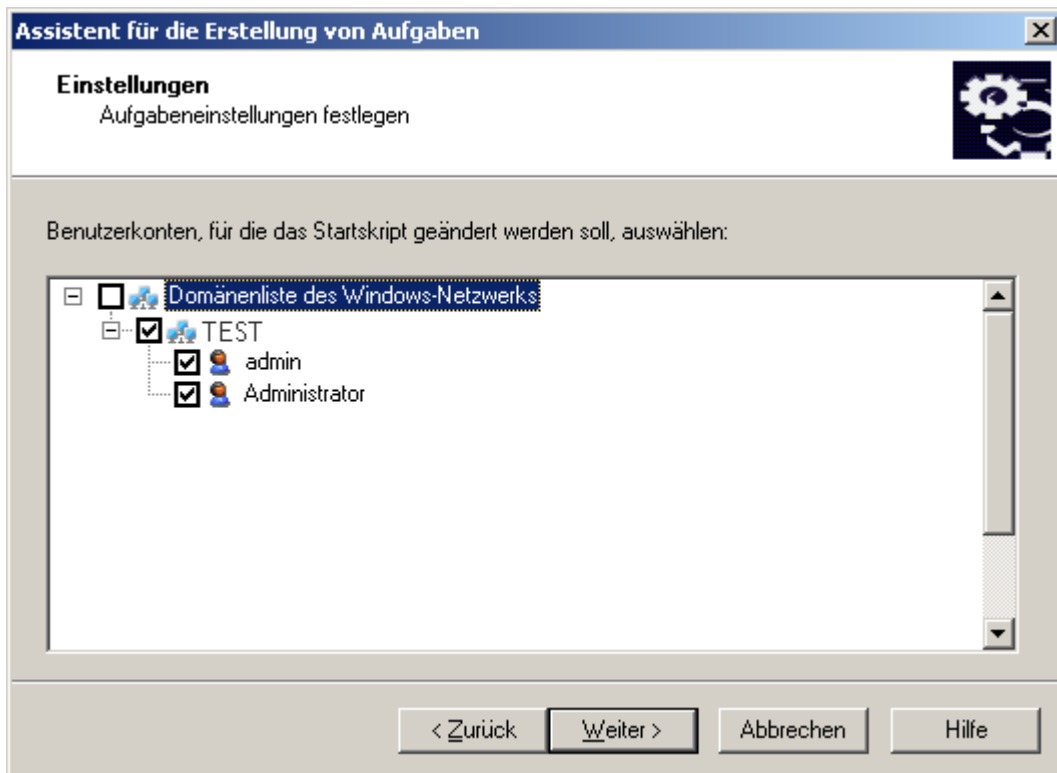 Assistent für die Erstellung von Aufgaben
Einstellungen
Aufgabeneinstellungen festlegen
Benutzerkonten, für die das Startskript geändert werden soll, auswählen:
Domänenliste des Windows-Netzwerks
TEST
admin
Administrator
< Zurück Weiter > Abbrechen Hilfe